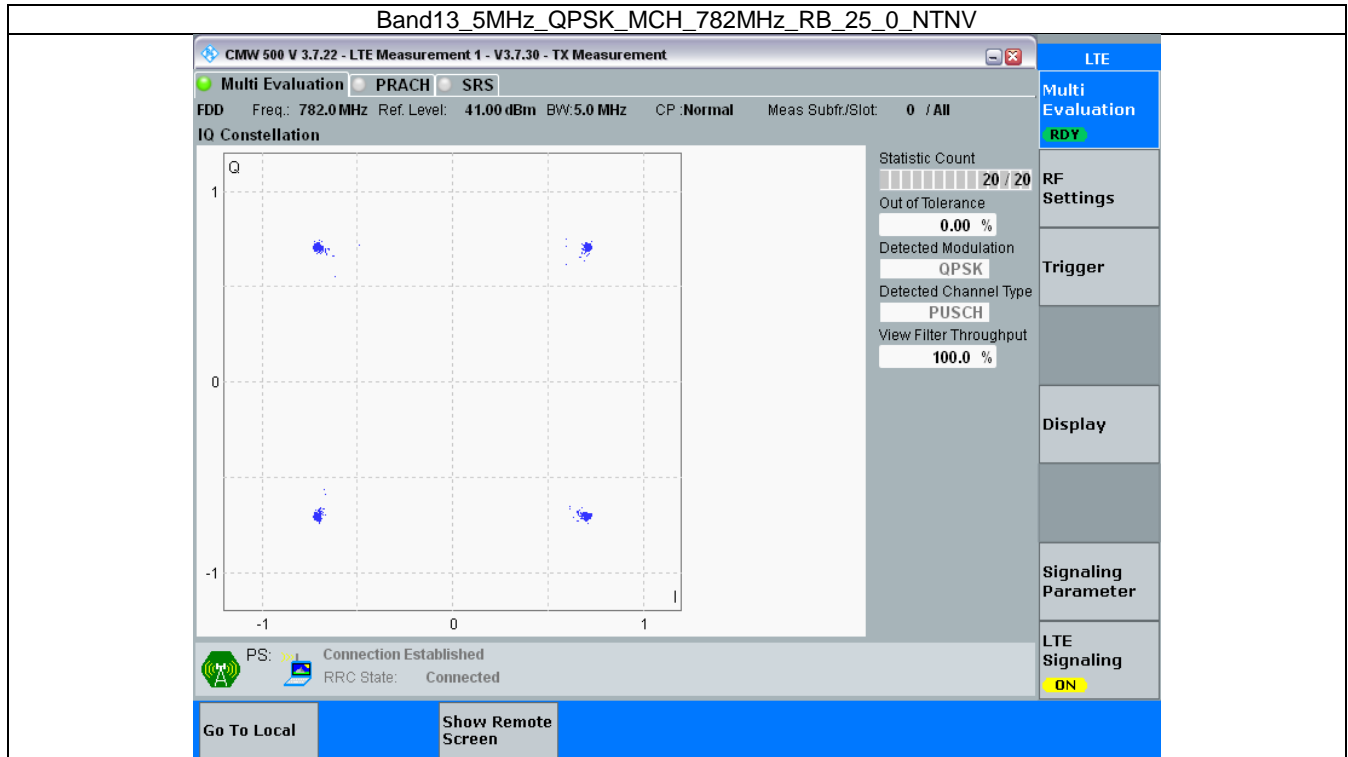 Band13_5MHz_QPSK_MCH_782MHz_RB_25_0_NTNV
CMW 500 V 3.7.22 - LTE Measurement 1 - V3.7.30 - TX Measurement
LTE
Multi Evaluation PRACH SRS
FDD Freq.: 782.0 MHz Ref. Level: 41.00 dBm BW:5.0 MHz CP :Normal Meas Subfr./Slot: 0 / All
IQ Constellation
Q
1
0
-1
I
-1 0 1
Statistic Count
20 / 20
Out of Tolerance
0.00 %
Detected Modulation
QPSK
Detected Channel Type
PUSCH
View Filter Throughput
100.0 %
Multi
Evaluation
RDY
RF
Settings
Trigger
Display
Signaling
Parameter
LTE
Signaling
ON
PS: Connection Established
RRC State: Connected
Go To Local
Show Remote
Screen